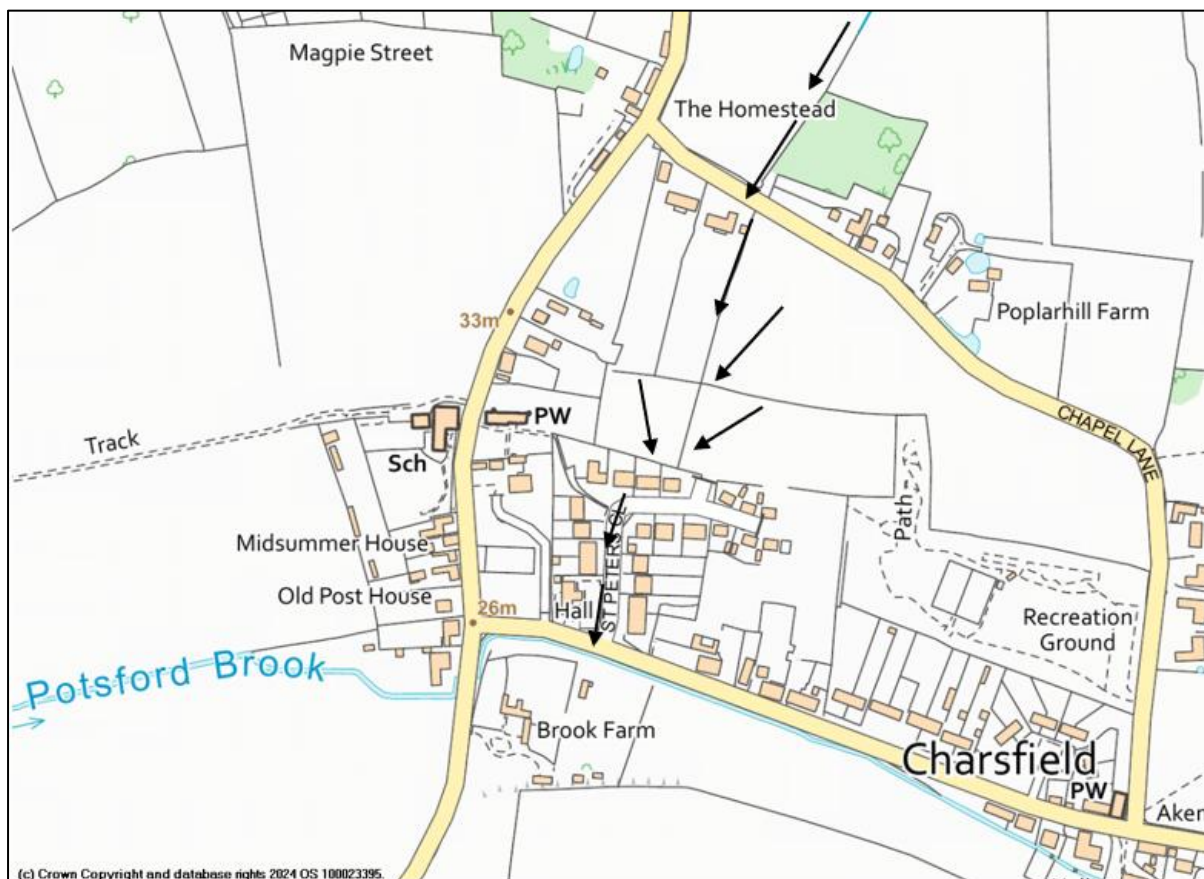 Magpie Street
The Homestead
33m
Poplarhill Farm
CHAPEL LANE
Track
PW
Sch
Path
Midsummer House
ST PETERS CL
Old Post House
26m
Hall
Recreation
Ground
Potsford Brook
Brook Farm
Charsfield
PW
Aker
(c) Crown Copyright and database rights 2024 OS 100023395.